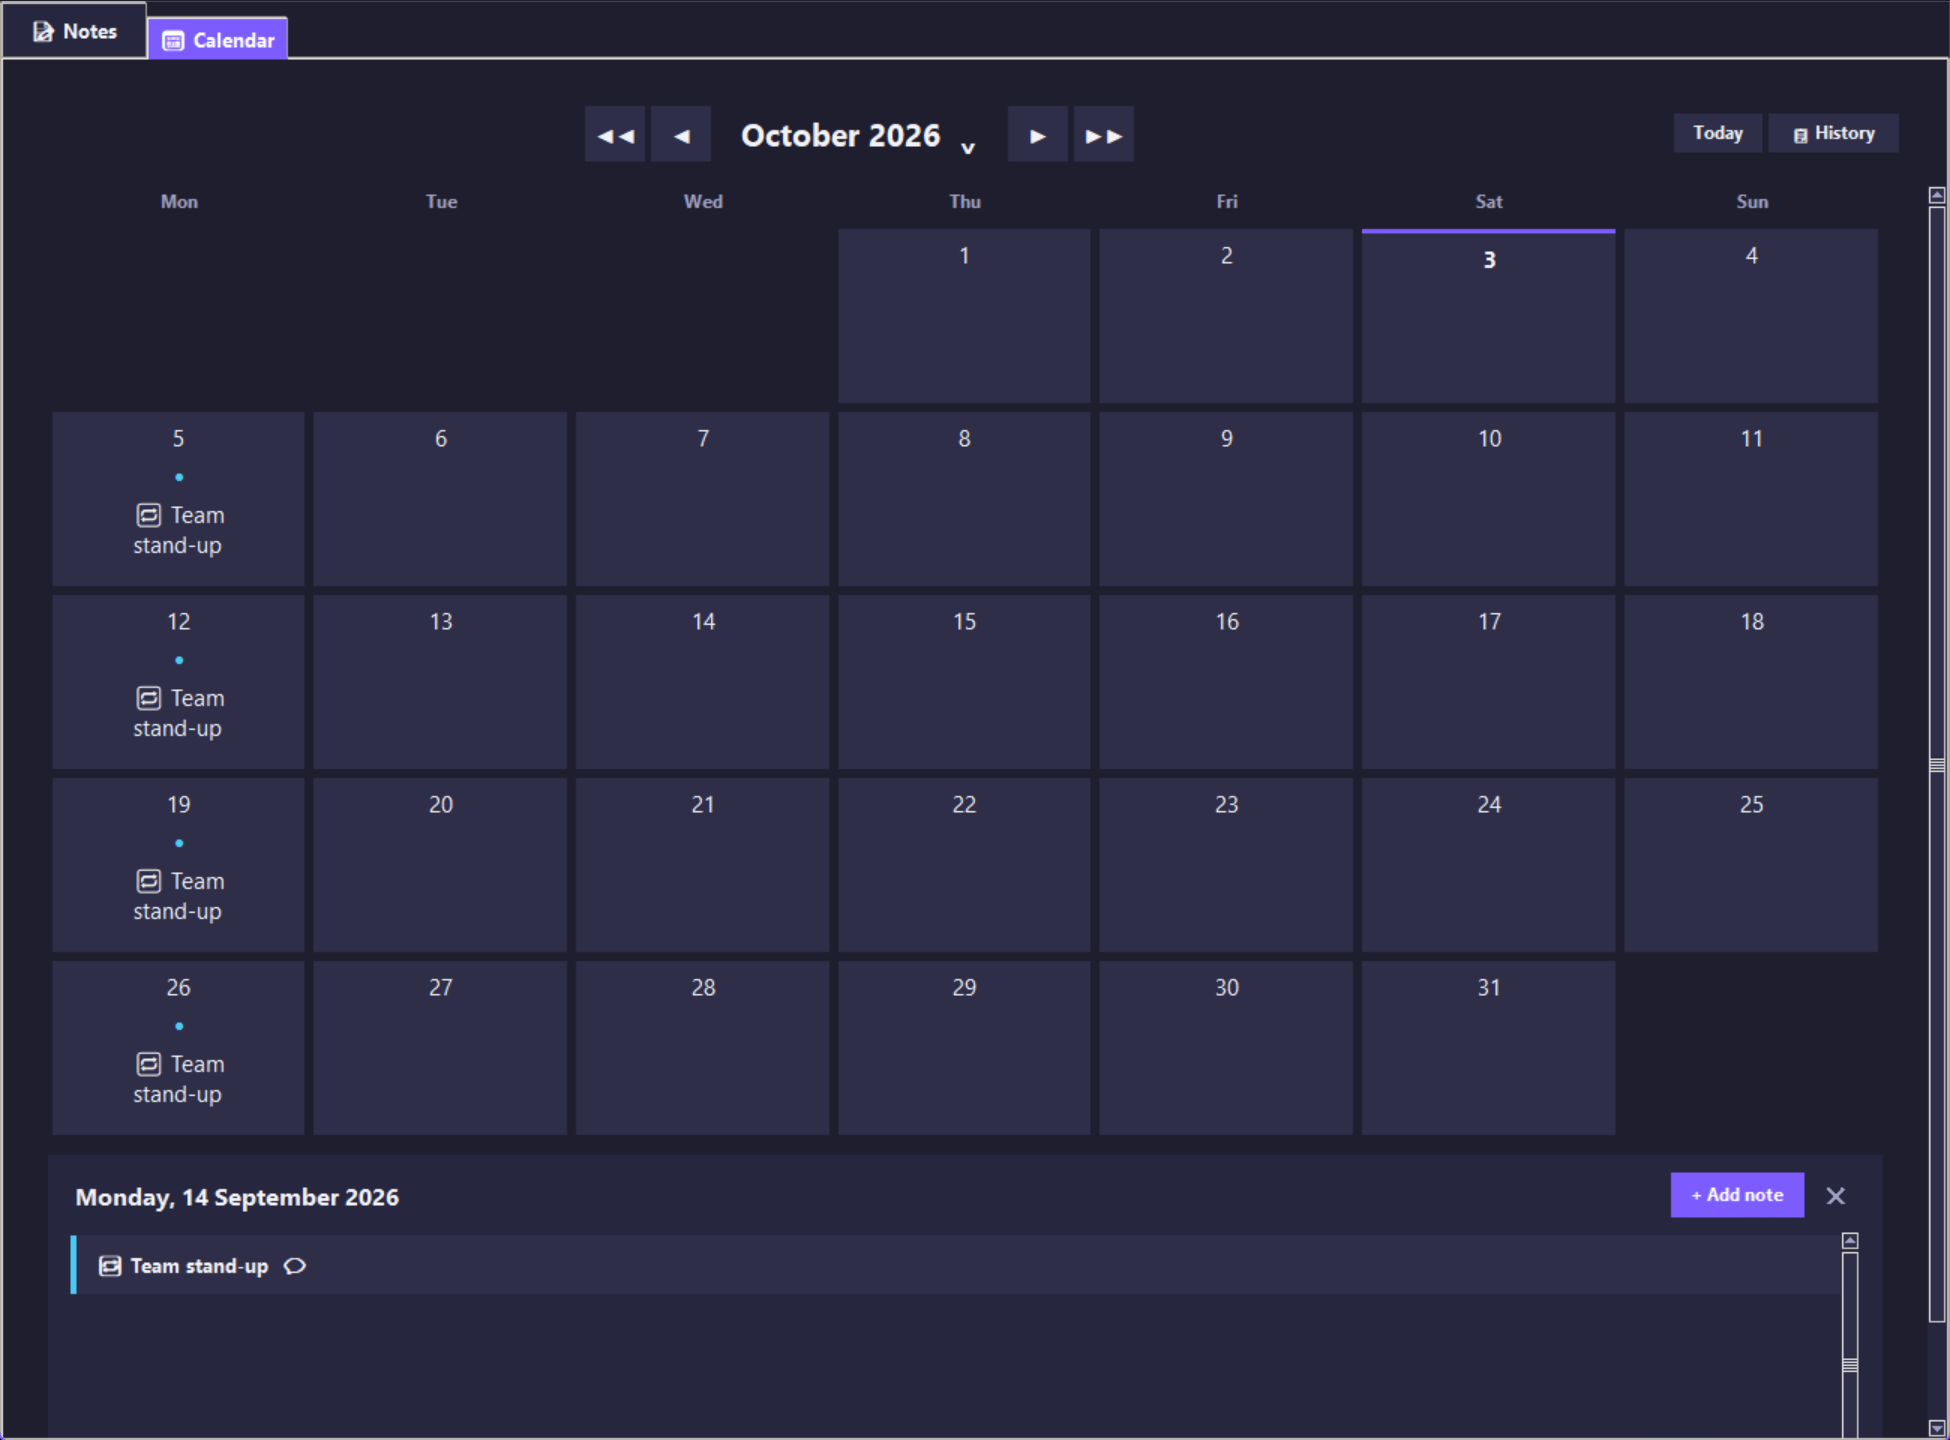 Notes
Calendar
October 2026
Today
History
Mon Tue Wed Thu Fri Sat Sun
1 2 3 4
5 6 7 8 9 10 11
Team
stand-up
12 13 14 15 16 17 18
Team
stand-up
19 20 21 22 23 24 25
Team
stand-up
26 27 28 29 30 31
Team
stand-up
Monday, 14 September 2026
+ Add note
Team stand-up